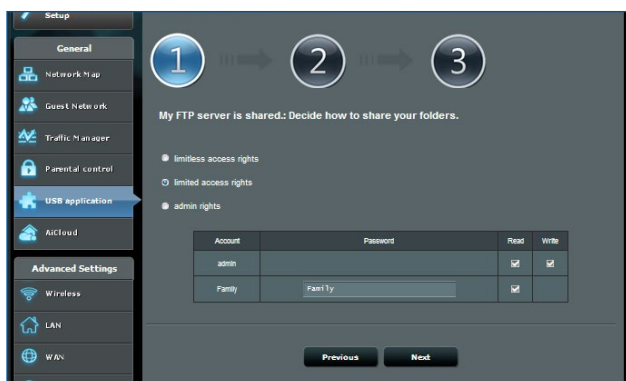 Setup
General
Network Map
Guest Network
Traffic Manager
Parental control
USB application
AiCloud
Advanced Settings
Wireless
LAN
WAN
1 2 3
My FTP server is shared.: Decide how to share your folders.
limitless access rights
limited access rights
admin rights
Account Password Read Write
admin
Family Family
Previous Next